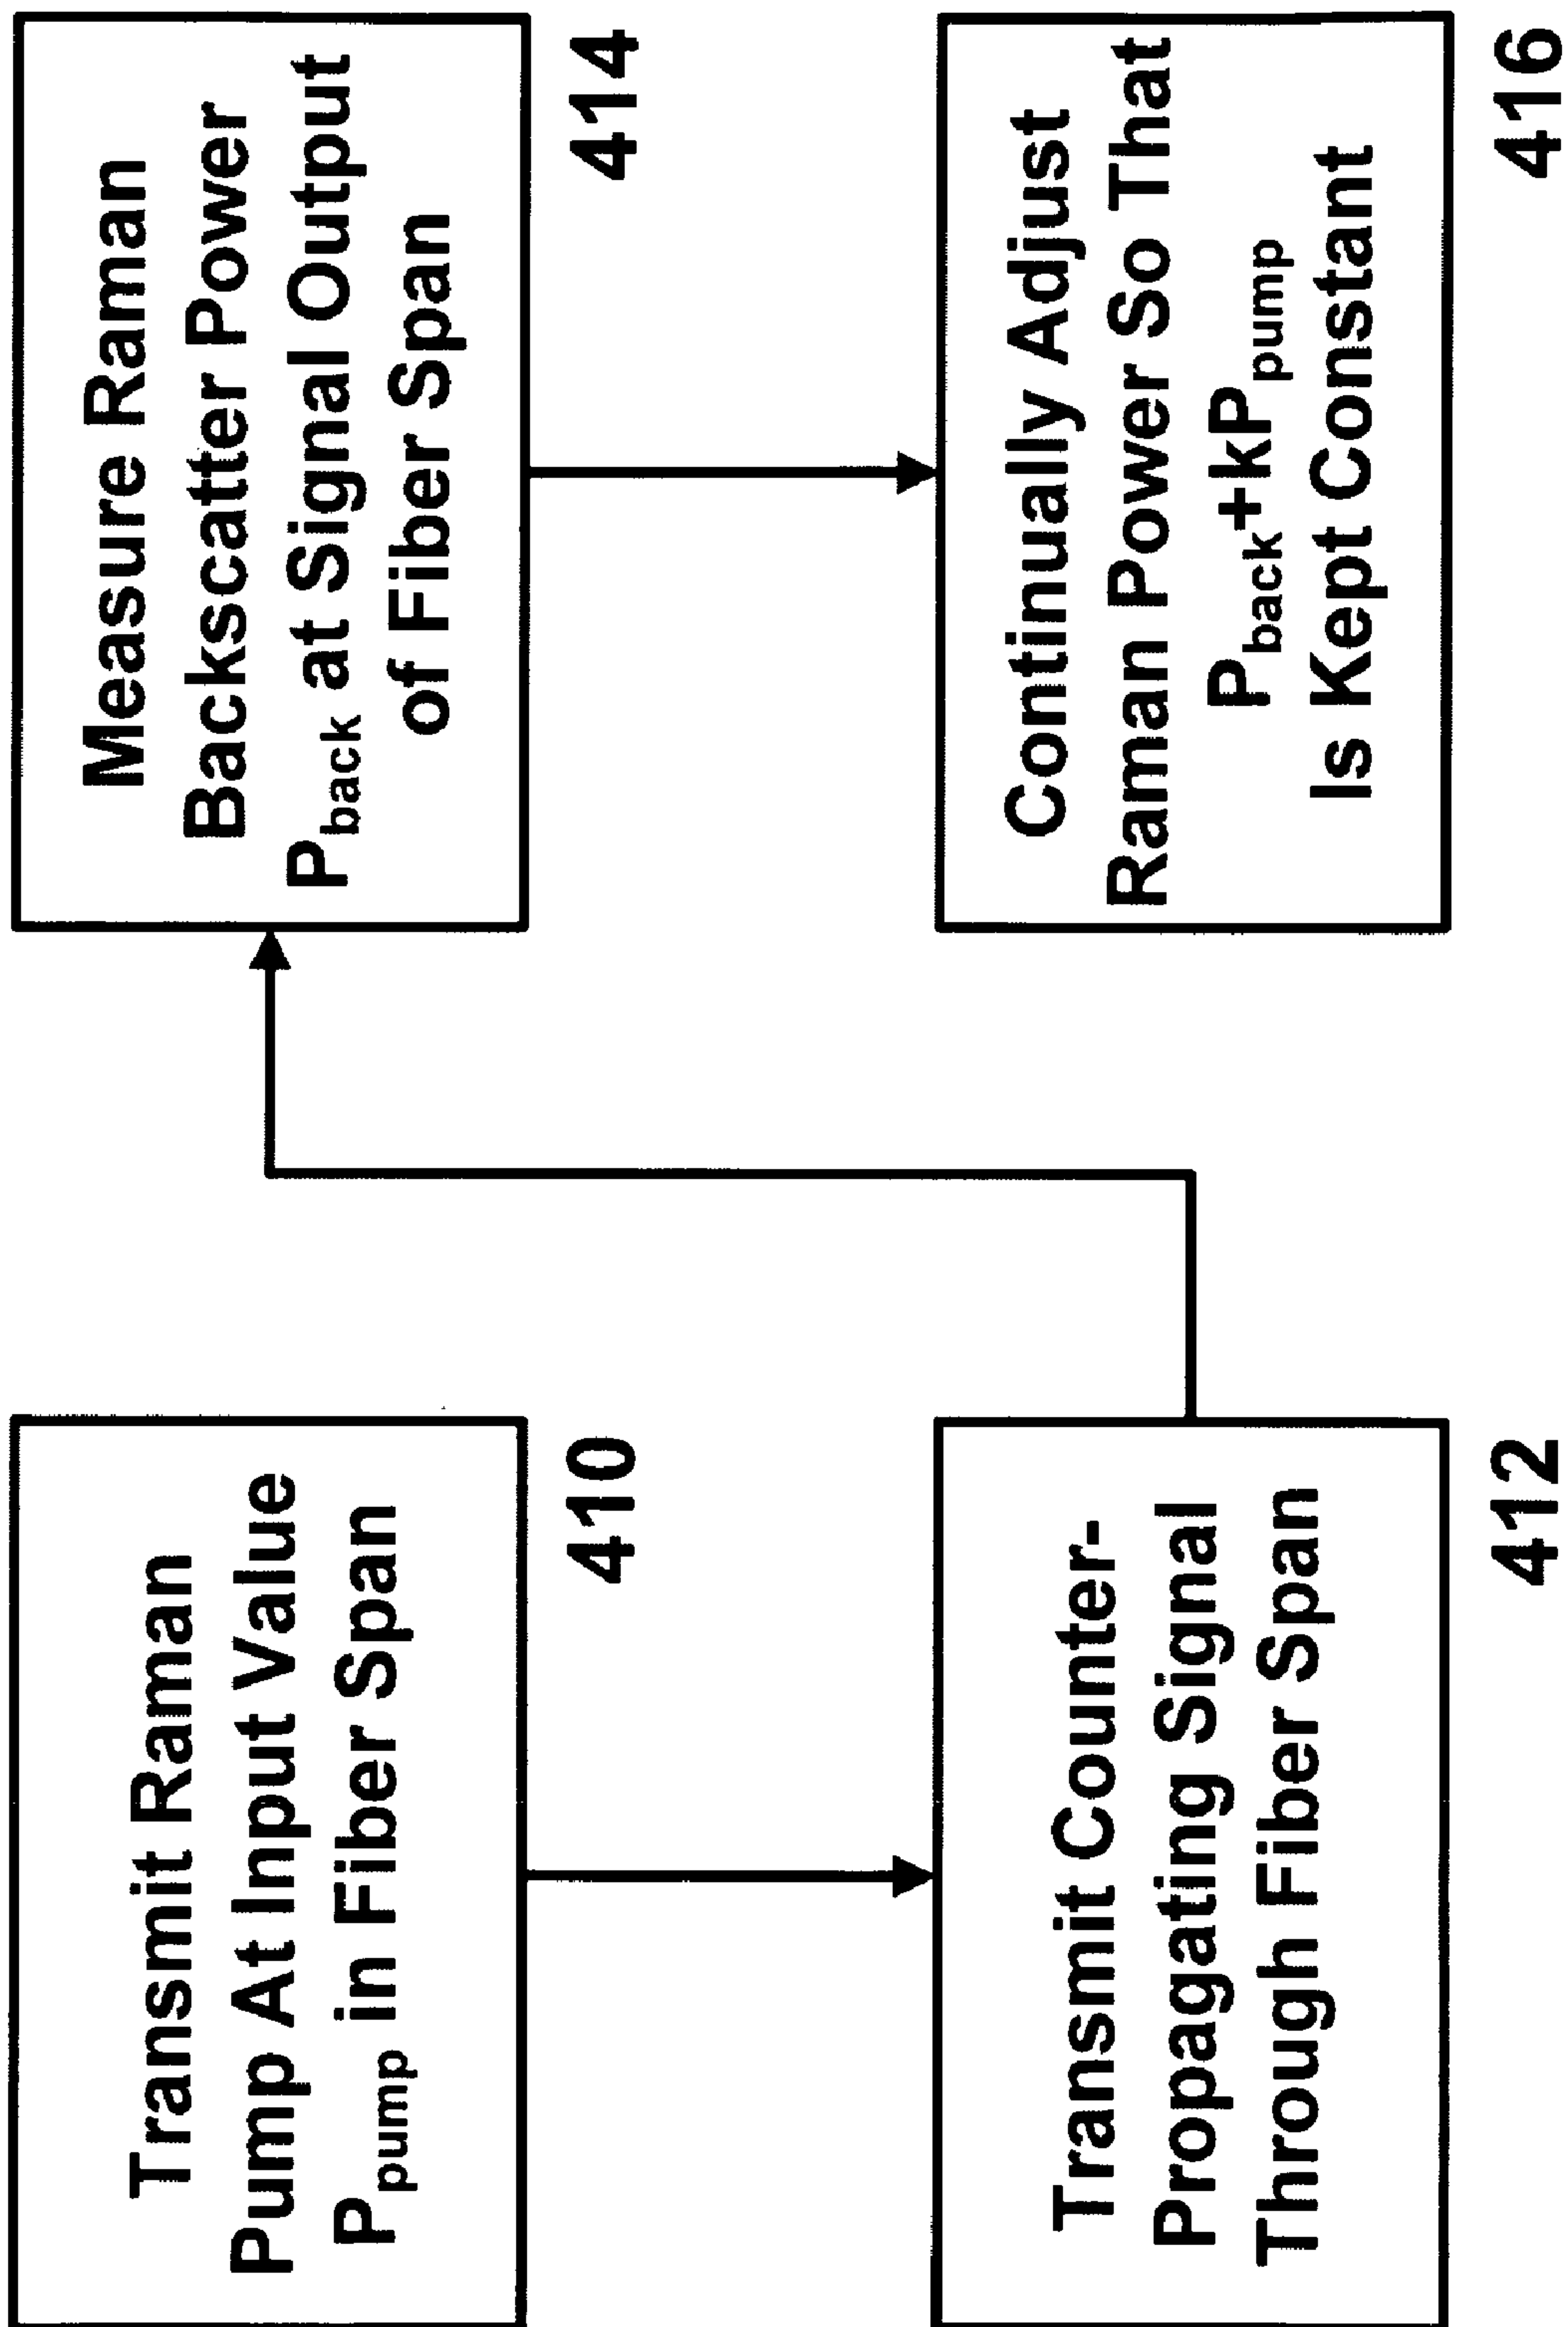 Transmit Raman
Pump At Input Value
Ppump in Fiber Span
410
Transmit Counter-
Propagating Signal
Through Fiber Span
412
Measure Raman
Backscatter Power
Pback at Signal Output
of Fiber Span
414
Continually Adjust
Raman Power So That
Pback+kPpump
Is Kept Constant
416